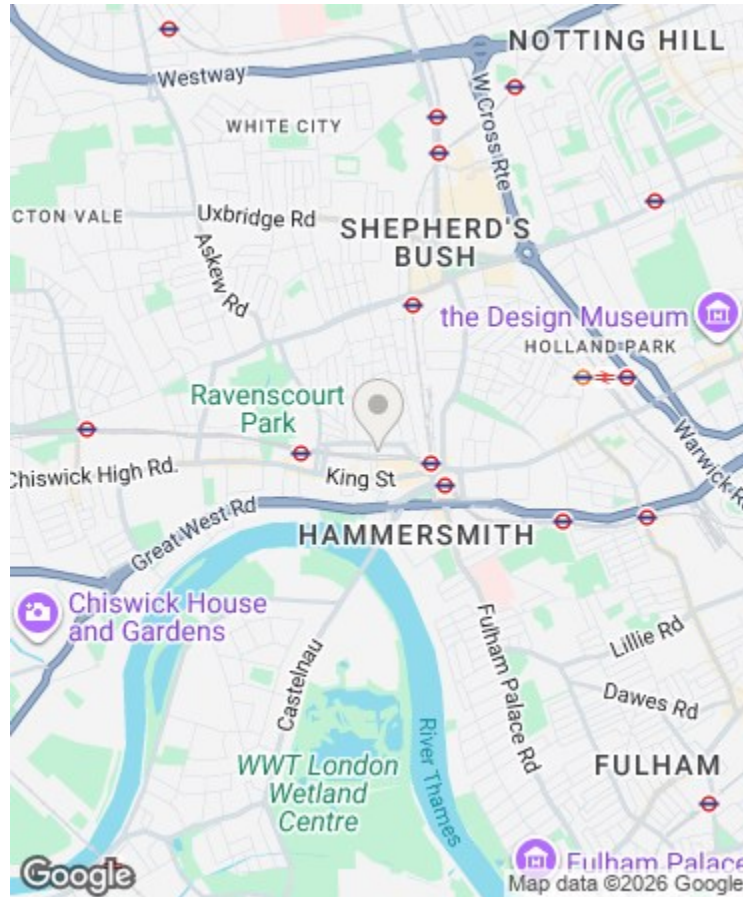 NOTTING HILL
Westway
W Cross Rte
WHITE CITY
CTON VALE
Uxbridge Rd
SHEPHERD'S
BUSH
Askew Rd
the Design Museum
HOLLAND PARK
Ravenscourt
Park
Warwick R
Chiswick High Rd.
King St
Great West Rd
HAMMERSMITH
Chiswick House
and Gardens
Fulham Palace Rd
Lillie Rd
Castelnau
Dawes Rd
River Thames
WWT London
Wetland
Centre
FULHAM
Fulham Palace
Google
Map data ©2026 Google